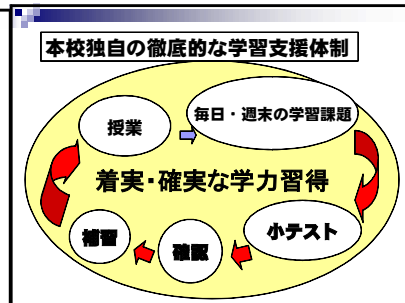 本校独自の徹底的な学習支援体制
授業
毎日・週末の学習課題
着実・確実な学力習得
小テスト
確認
補習